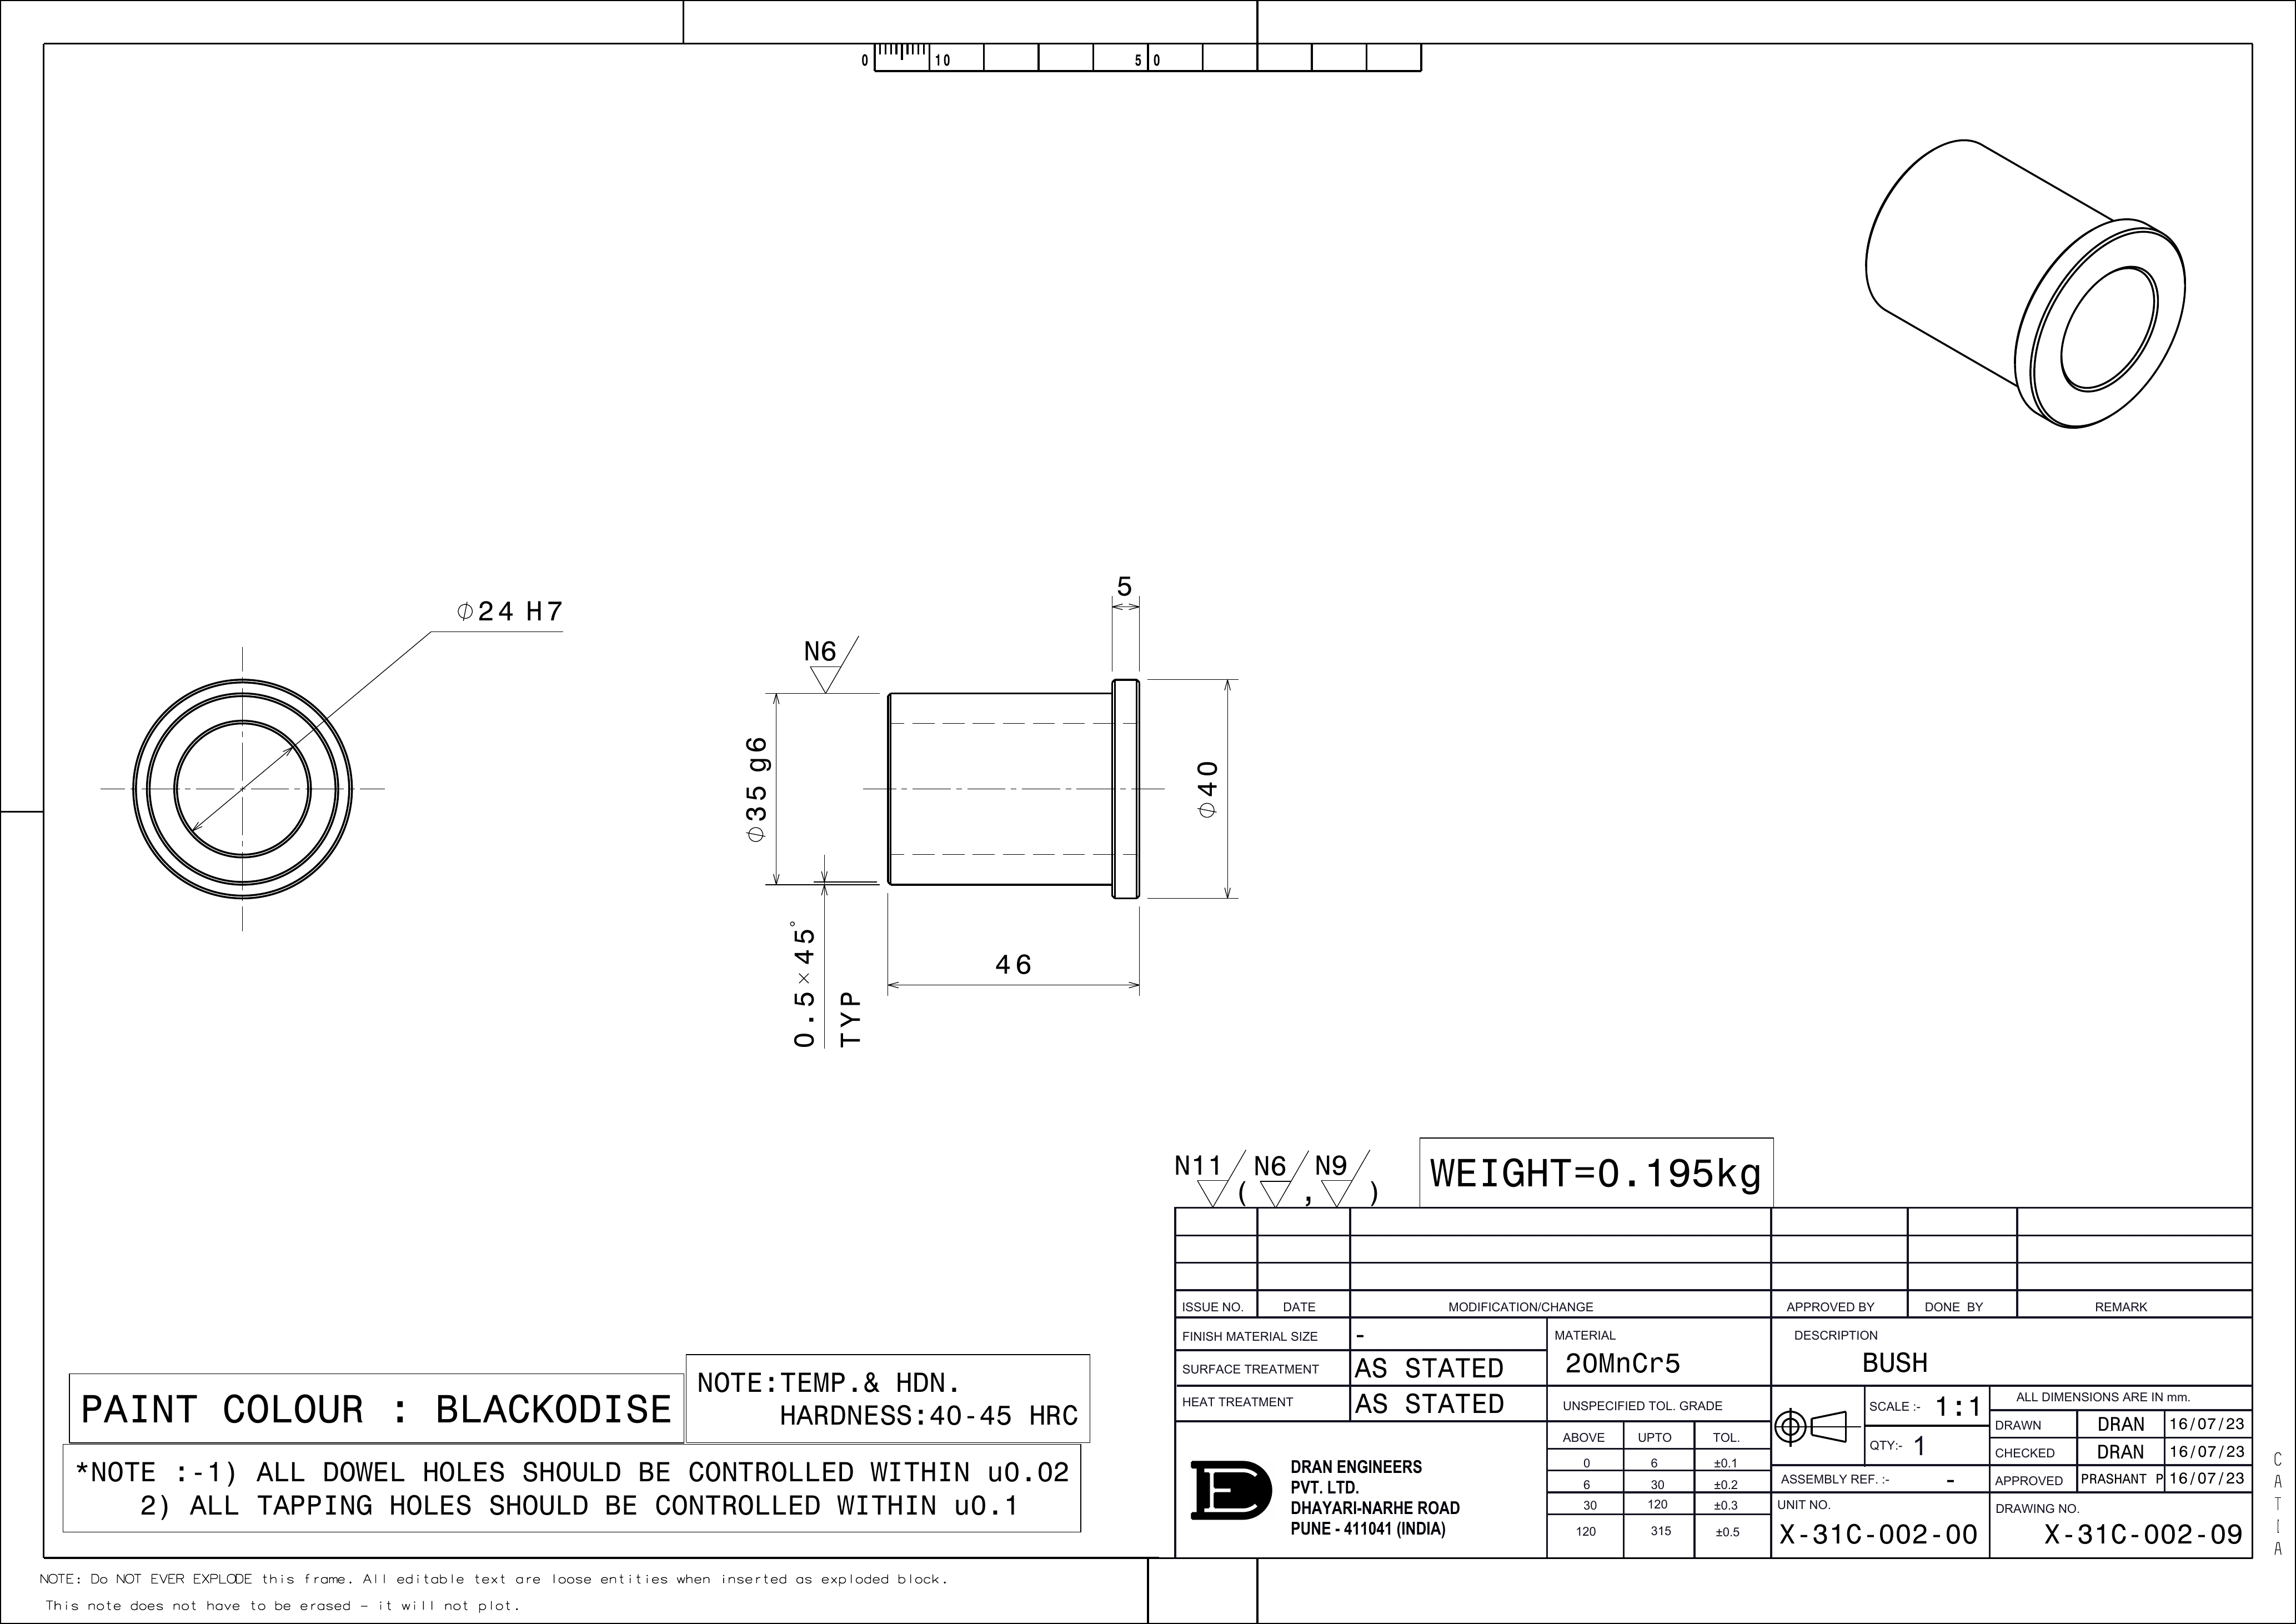 0 10 50
5
⌀24 H7
N6
⌀35 g6
⌀40
46
0.5×45°
TYP
N11 ( N6 , N9 )
WEIGHT=0.195kg
ISSUE NO. DATE MODIFICATION/CHANGE APPROVED BY DONE BY REMARK
FINISH MATERIAL SIZE -
SURFACE TREATMENT AS STATED
HEAT TREATMENT AS STATED
MATERIAL
20MnCr5
DESCRIPTION
BUSH
UNSPECIFIED TOL. GRADE
ABOVE UPTO TOL.
0 6 ±0.1
6 30 ±0.2
30 120 ±0.3
120 315 ±0.5
SCALE :- 1:1
QTY:- 1
ALL DIMENSIONS ARE IN mm.
DRAWN DRAN 16/07/23
CHECKED DRAN 16/07/23
APPROVED PRASHANT P 16/07/23
ASSEMBLY REF. :- -
UNIT NO.
X-31C-002-00
DRAWING NO.
X-31C-002-09
DE
DRAN ENGINEERS
PVT. LTD.
DHAYARI-NARHE ROAD
PUNE - 411041 (INDIA)
PAINT COLOUR : BLACKODISE
NOTE:TEMP.& HDN.
HARDNESS:40-45 HRC
*NOTE :-1) ALL DOWEL HOLES SHOULD BE CONTROLLED WITHIN u0.02
2) ALL TAPPING HOLES SHOULD BE CONTROLLED WITHIN u0.1
NOTE: Do NOT EVER EXPLODE this frame. All editable text are loose entities when inserted as exploded block.
This note does not have to be erased - it will not plot.
CATIA